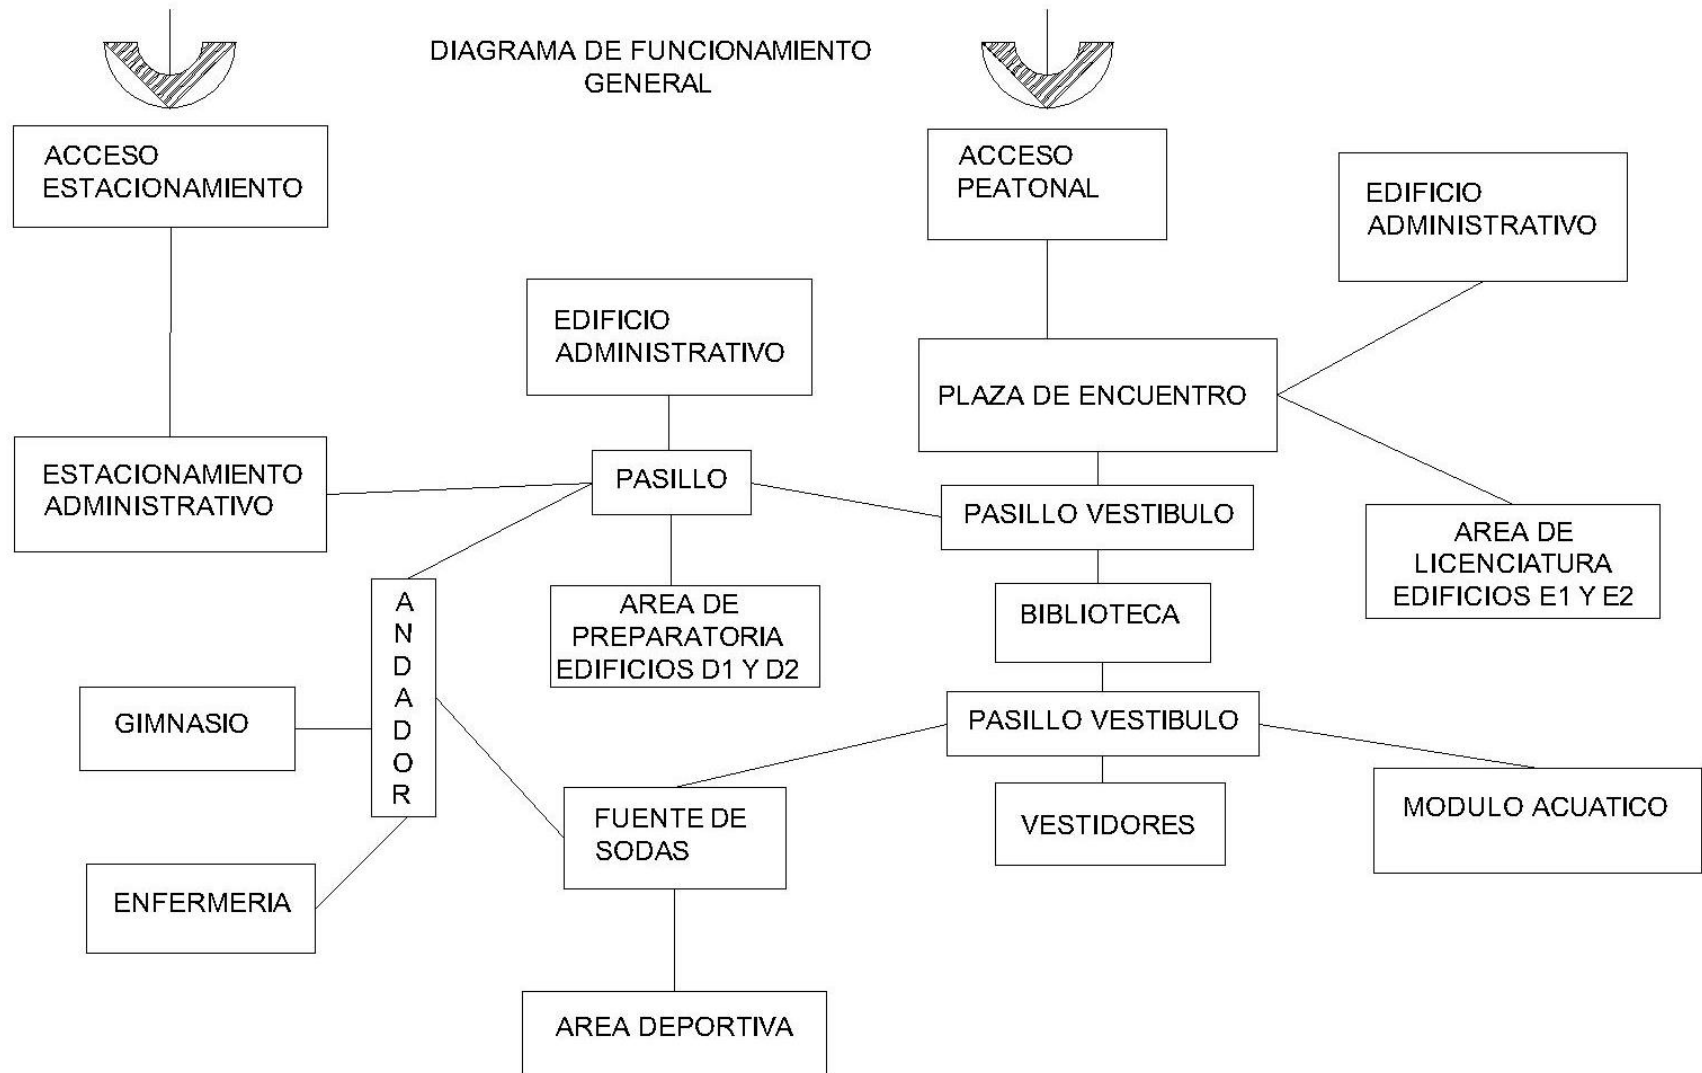 DIAGRAMA DE FUNCIONAMIENTO
GENERAL
ACCESO
ESTACIONAMIENTO
ACCESO
PEATONAL
EDIFICIO
ADMINISTRATIVO
EDIFICIO
ADMINISTRATIVO
PLAZA DE ENCUENTRO
ESTACIONAMIENTO
ADMINISTRATIVO
PASILLO
PASILLO VESTIBULO
AREA DE
LICENCIATURA
EDIFICIOS E1 Y E2
ANDADOR
AREA DE
PREPARATORIA
EDIFICIOS D1 Y D2
BIBLIOTECA
GIMNASIO
PASILLO VESTIBULO
FUENTE DE
SODAS
VESTIDORES
MODULO ACUATICO
ENFERMERIA
AREA DEPORTIVA